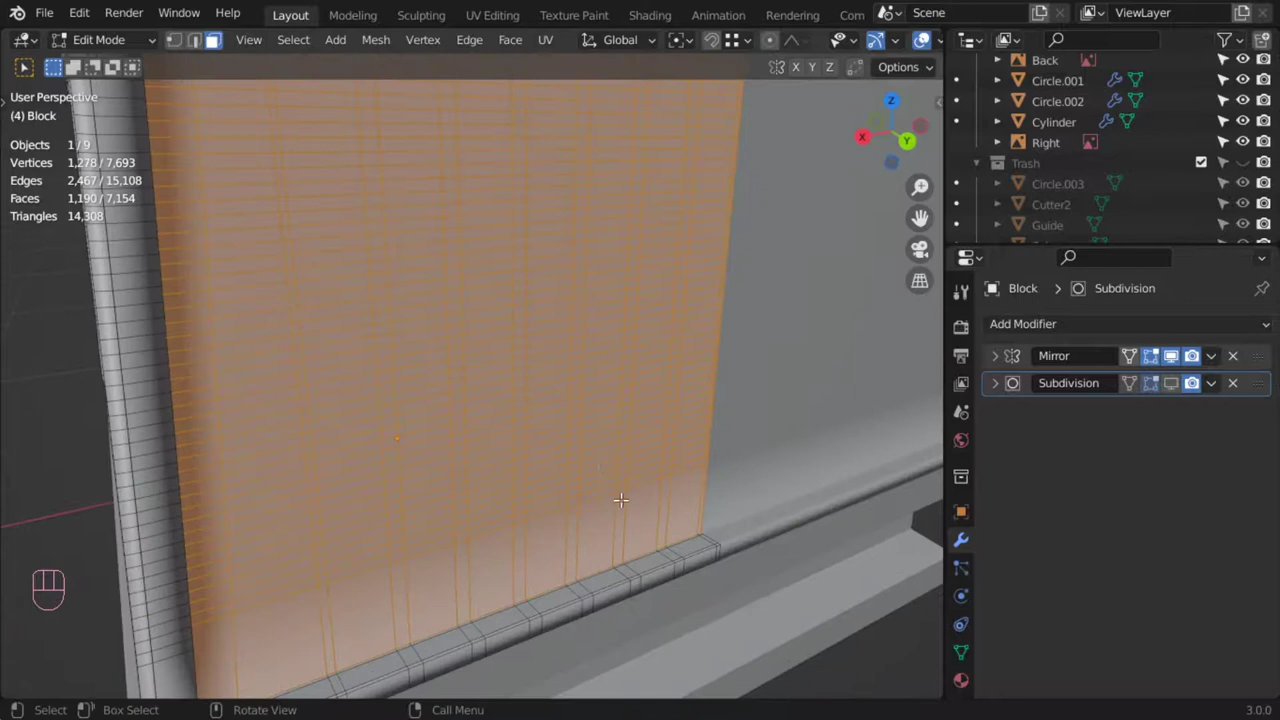 File Edit Render Window Help Layout Modeling Sculpting UV Editing Texture Paint Shading Animation Rendering Com Scene ViewLayer
Edit Mode View Select Add Mesh Vertex Edge Face UV Global
X Y Z Options
User Perspective
(4) Block
Objects 1 / 9
Vertices 1,278 / 7,693
Edges 2,467 / 15,108
Faces 1,190 / 7,154
Triangles 14,308
Z
X
Y
Back
Circle.001
Circle.002
Cylinder
Right
Trash
Circle.003
Cutter2
Guide
Block > Subdivision
Add Modifier
Mirror
Subdivision
Select Box Select Rotate View Call Menu 3.0.0